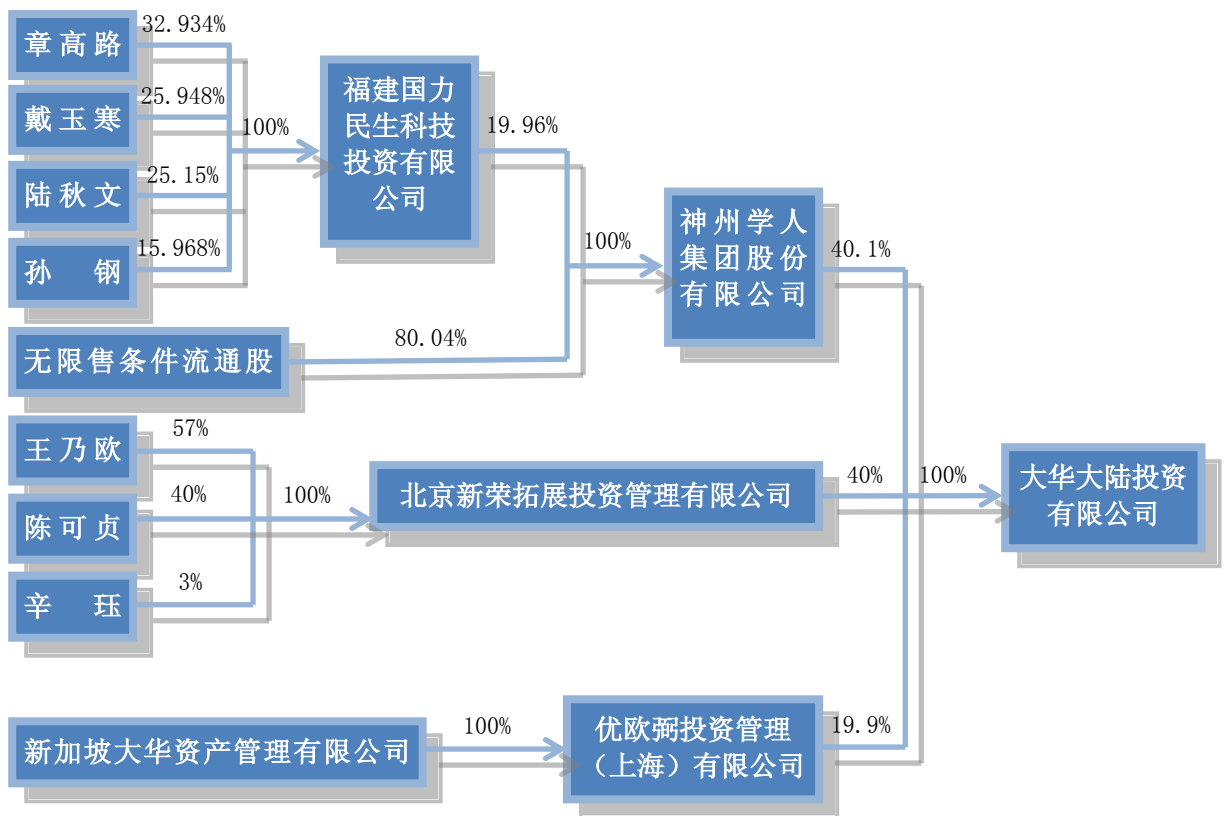 章高路
32.934%
戴玉寒
25.948%
陆秋文
25.15%
孙 钢
15.968%
100%
福建国力
民生科技
投资有限
公司
19.96%
无限售条件流通股
80.04%
100%
神州学人
集团股份
有限公司
40.1%
王乃欧
57%
陈可贞
40%
辛 珏
3%
100%
北京新荣拓展投资管理有限公司
40%
100%
大华大陆投资
有限公司
新加坡大华资产管理有限公司
100%
优欧弼投资管理
（上海）有限公司
19.9%